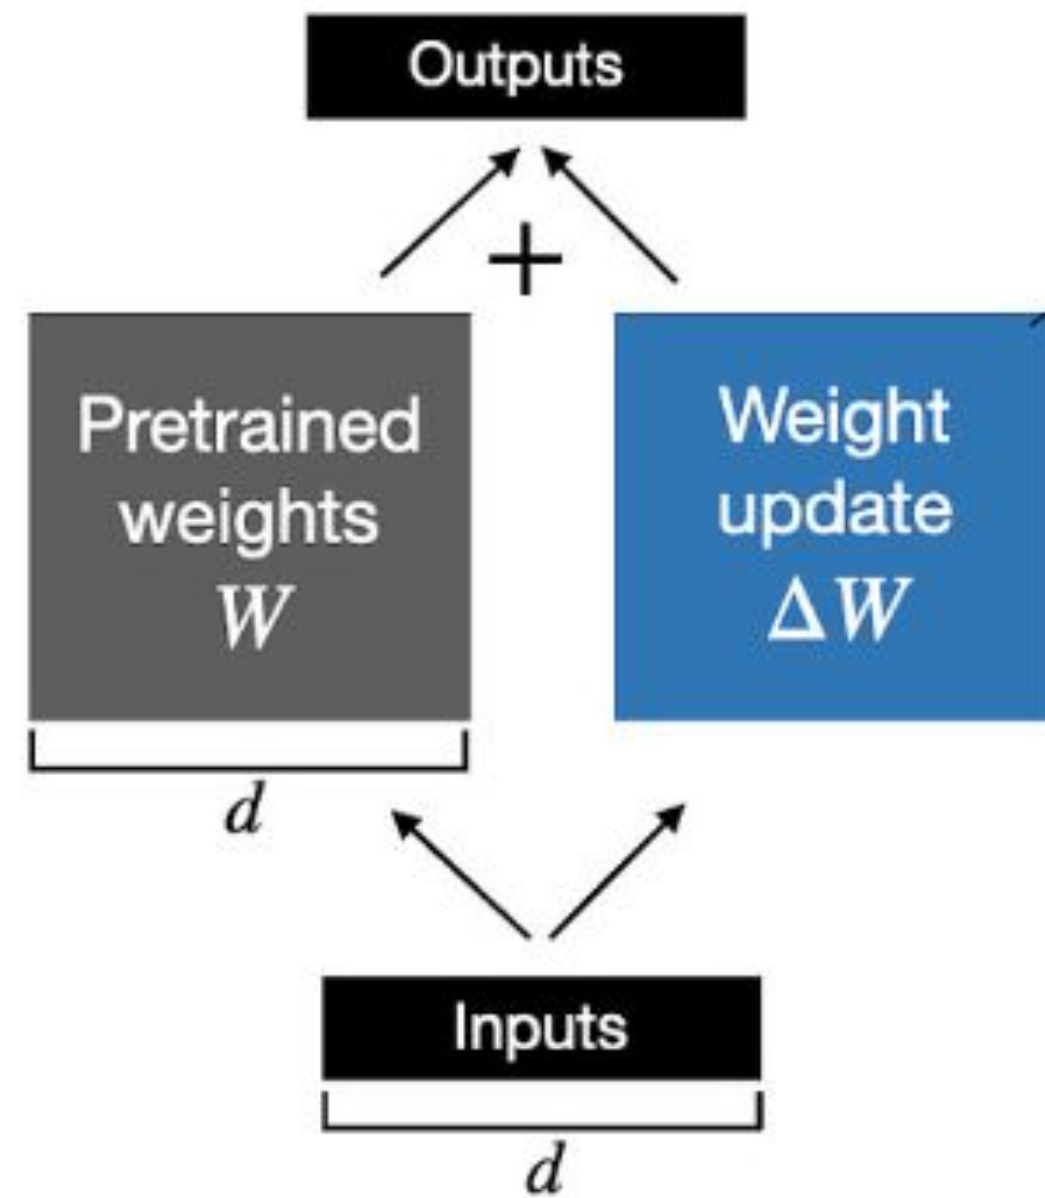 Outputs
+
Pretrained
weights
W
Weight
update
ΔW
d
Inputs
d